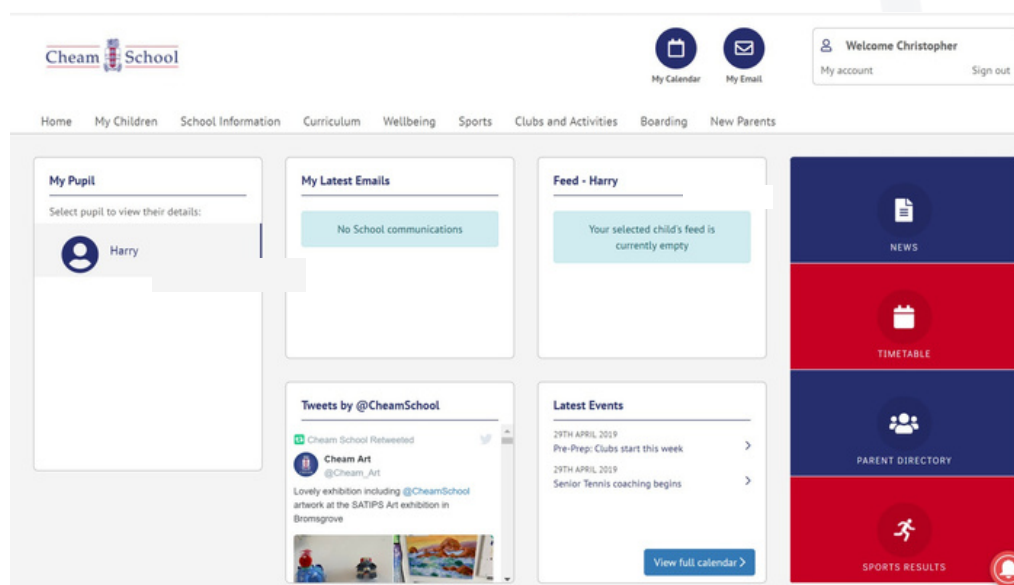 Cheam School
My Calendar
My Email
Welcome Christopher
My account
Sign out
Home
My Children
School Information
Curriculum
Wellbeing
Sports
Clubs and Activities
Boarding
New Parents
My Pupil
Select pupil to view their details:
Harry
My Latest Emails
No School communications
Feed - Harry
Your selected child's feed is
currently empty
NEWS
TIMETABLE
PARENT DIRECTORY
SPORTS RESULTS
Tweets by @CheamSchool
Cheam School Retweeted
Cheam Art
@Cheam_Art
Lovely exhibition including @CheamSchool
artwork at the SATIPS Art exhibition in
Bromsgrove
Latest Events
29TH APRIL 2019
Pre-Prep: Clubs start this week
29TH APRIL 2019
Senior Tennis coaching begins
View full calendar